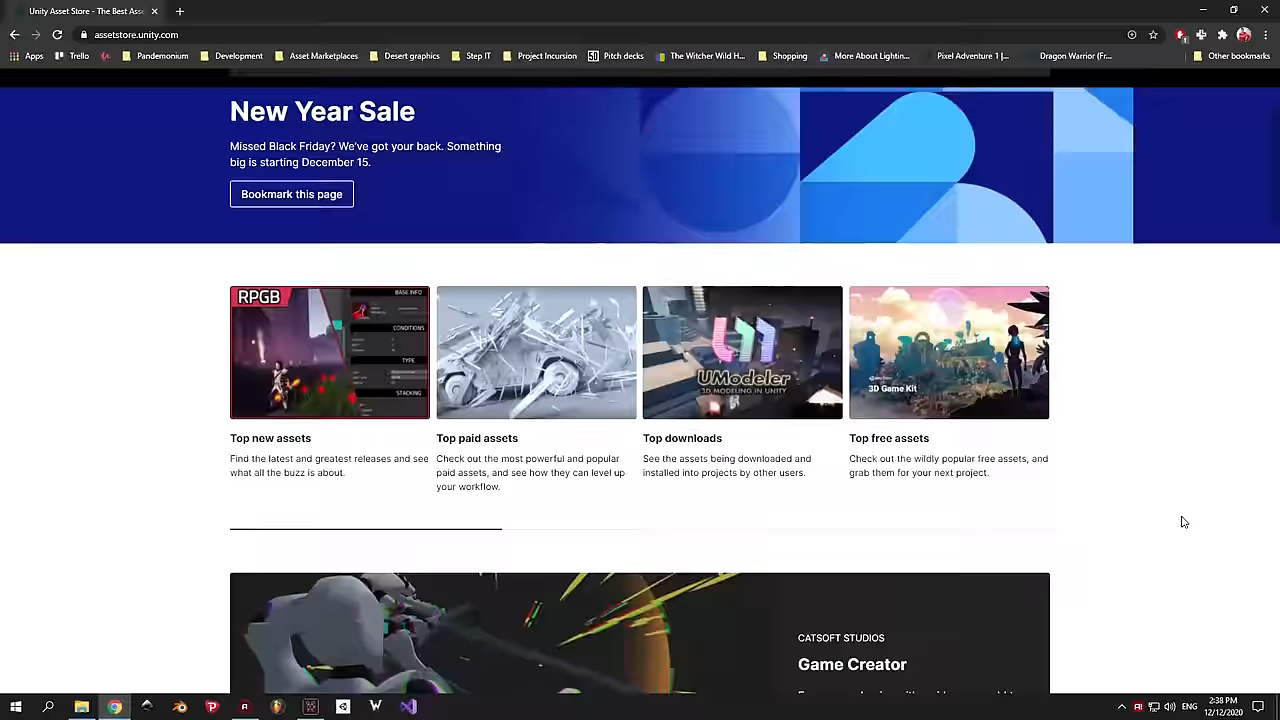 Unity Asset Store - The Best Ass
assetstore.unity.com
Apps Trello Pandemonium Development Asset Marketplaces Desert graphics Step IT Project Incursion Pitch decks The Witcher Wild H... Shopping More About Lightin... Pixel Adventure 1 |... Dragon Warrior (Fr... Other bookmarks
New Year Sale
Missed Black Friday? We've got your back. Something
big is starting December 15.
Bookmark this page
RPGB
BASE INFO
CONDITIONS
TYPE
STACKING
UModeler
3D MODELING IN UNITY
3D Game Kit
Top new assets
Find the latest and greatest releases and see
what all the buzz is about.
Top paid assets
Check out the most powerful and popular
paid assets, and see how they can level up
your workflow.
Top downloads
See the assets being downloaded and
installed into projects by other users.
Top free assets
Check out the wildly popular free assets, and
grab them for your next project.
CATSOFT STUDIOS
Game Creator
ENG
2:38 PM
12/12/2020